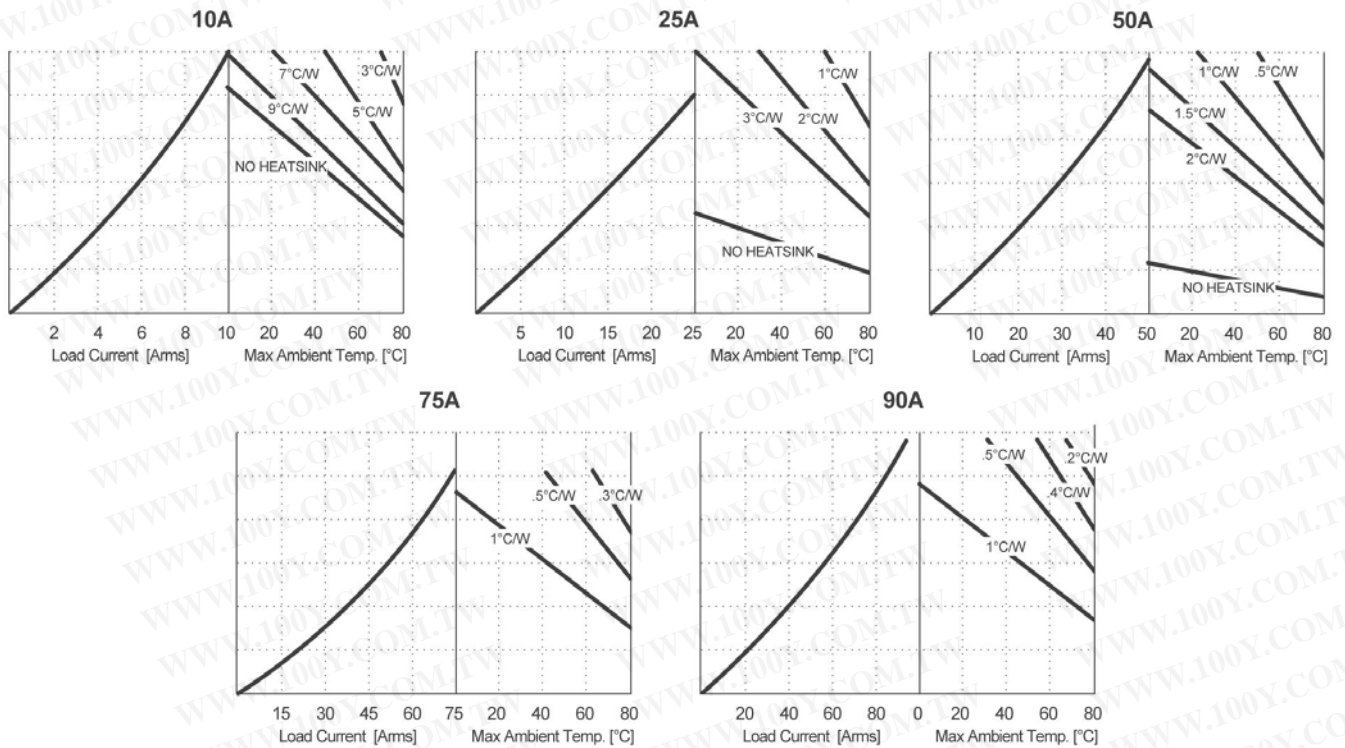 10A
25A
50A
7°C/W
3°C/W
9°C/W
5°C/W
NO HEATSINK
2 4 6 8 10 20 40 60 80
Load Current [Arms] Max Ambient Temp. [°C]
1°C/W
3°C/W
2°C/W
NO HEATSINK
5 10 15 20 25 20 40 60 80
Load Current [Arms] Max Ambient Temp. [°C]
1°C/W
.5°C/W
1.5°C/W
2°C/W
NO HEATSINK
10 20 30 40 50 20 40 60 80
Load Current [Arms] Max Ambient Temp. [°C]
75A
90A
.5°C/W
.3°C/W
1°C/W
15 30 45 60 75 20 40 60 80
Load Current [Arms] Max Ambient Temp. [°C]
.5°C/W
.2°C/W
.4°C/W
1°C/W
20 40 60 80 0 20 40 60 80
Load Current [Arms] Max Ambient Temp. [°C]
WWW.100Y.COM.TW